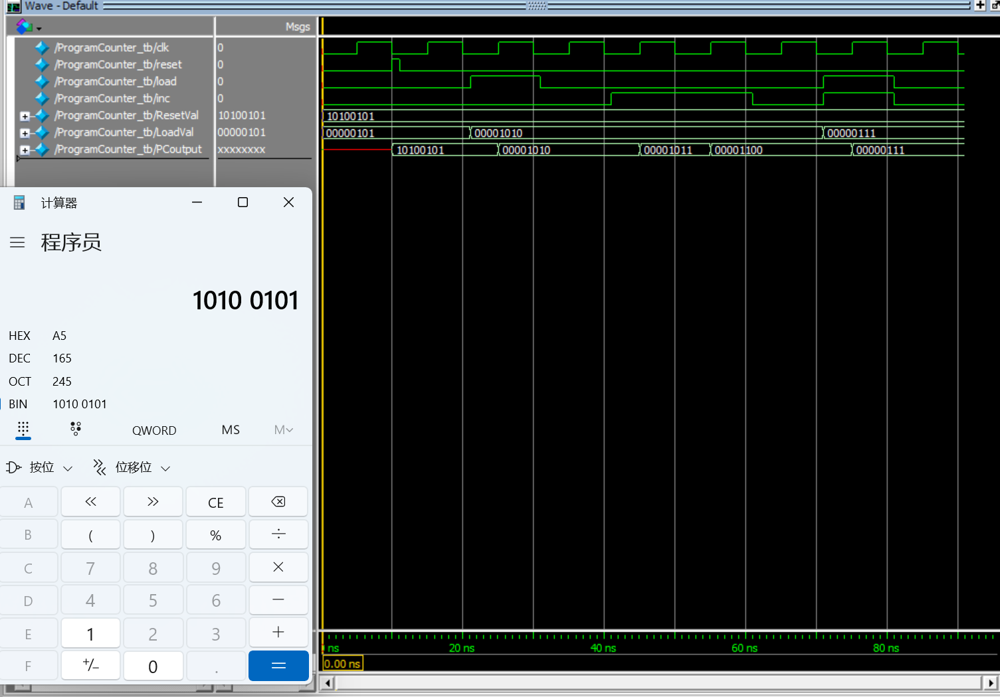 Wave - Default
Msgs
/ProgramCounter_tb/clk 0
/ProgramCounter_tb/reset 0
/ProgramCounter_tb/load 0
/ProgramCounter_tb/inc 0
/ProgramCounter_tb/ResetVal 10100101 10100101
/ProgramCounter_tb/LoadVal 00000101 00000101 00001010 00000111
/ProgramCounter_tb/PCoutput xxxxxxxx 10100101 00001010 00001011 00001100 00000111
计算器
程序员
1010 0101
HEX A5
DEC 165
OCT 245
BIN 1010 0101
QWORD MS M
按位 位移位
A << >> CE
B ( ) % ÷
C 7 8 9 ×
D 4 5 6 −
E 1 2 3 +
F +/− 0 . =
ns 20 ns 40 ns 60 ns 80 ns
0.00 ns